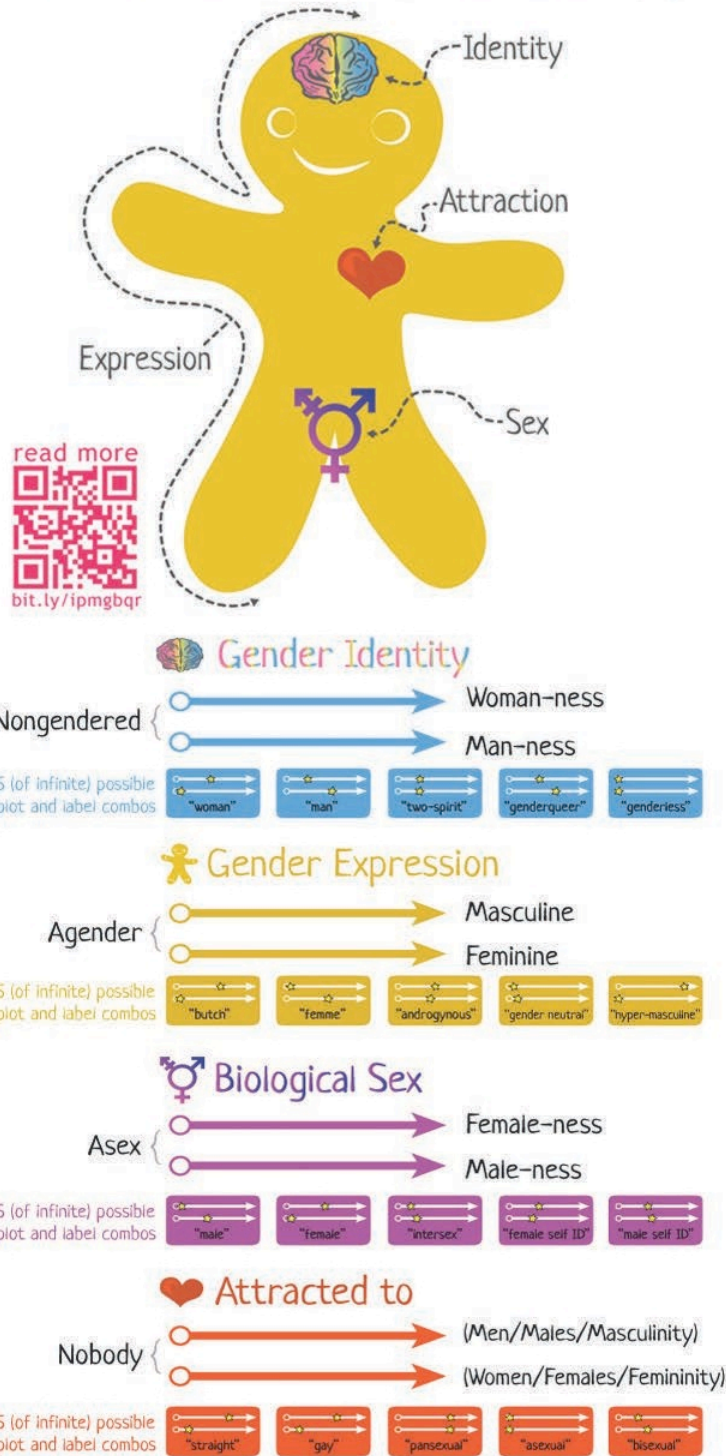 Identity
Attraction
Expression
Sex
read more
bit.ly/ipmgbqr
Gender Identity
Nongendered
Woman-ness
Man-ness
5 (of infinite) possible
plot and label combos
"woman"
"man"
"two-spirit"
"genderqueer"
"genderless"
Gender Expression
Agender
Masculine
Feminine
5 (of infinite) possible
plot and label combos
"butch"
"femme"
"androgynous"
"gender neutral"
"hyper-masculine"
Biological Sex
Asex
Female-ness
Male-ness
5 (of infinite) possible
plot and label combos
"male"
"female"
"intersex"
"female self ID"
"male self ID"
Attracted to
Nobody
(Men/Males/Masculinity)
(Women/Females/Femininity)
5 (of infinite) possible
plot and label combos
"straight"
"gay"
"pansexual"
"asexual"
"bisexual"